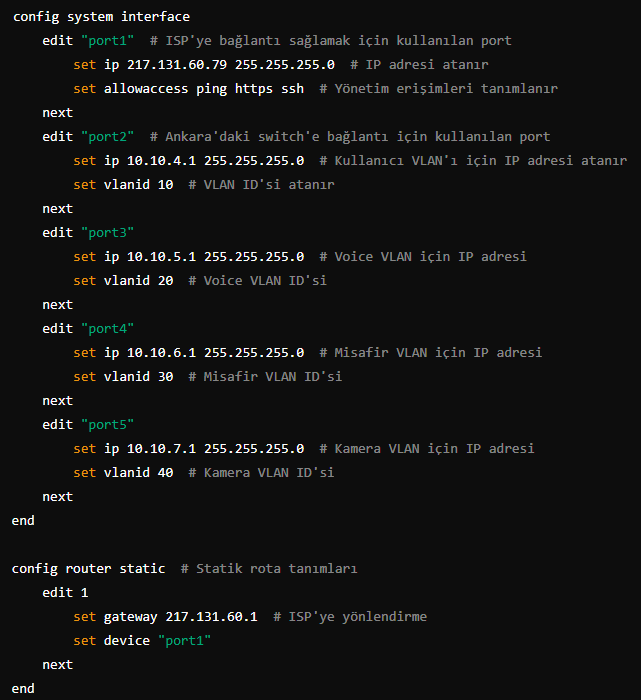 config system interface
edit "port1" # ISP'ye bağlantı sağlamak için kullanılan port
set ip 217.131.60.79 255.255.255.0 # IP adresi atanır
set allowaccess ping https ssh # Yönetim erişimleri tanımlanır
next
edit "port2" # Ankara'daki switch'e bağlantı için kullanılan port
set ip 10.10.4.1 255.255.255.0 # Kullanıcı VLAN'ı için IP adresi atanır
set vlanid 10 # VLAN ID'si atanır
next
edit "port3"
set ip 10.10.5.1 255.255.255.0 # Voice VLAN için IP adresi
set vlanid 20 # Voice VLAN ID'si
next
edit "port4"
set ip 10.10.6.1 255.255.255.0 # Misafir VLAN için IP adresi
set vlanid 30 # Misafir VLAN ID'si
next
edit "port5"
set ip 10.10.7.1 255.255.255.0 # Kamera VLAN için IP adresi
set vlanid 40 # Kamera VLAN ID'si
next
end
config router static # Statik rota tanımları
edit 1
set gateway 217.131.60.1 # ISP'ye yönlendirme
set device "port1"
next
end